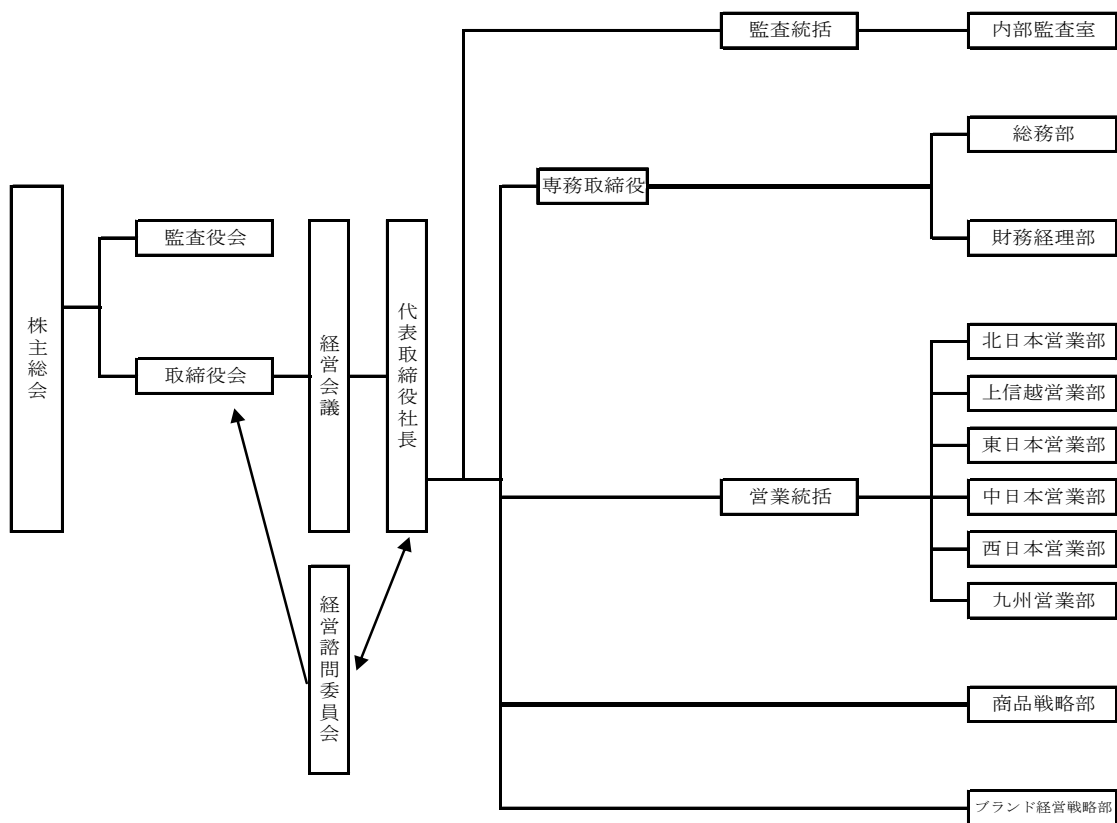 株主総会
監査役会
取締役会
経営会議
経営諮問委員会
代表取締役社長
監査統括
内部監査室
専務取締役
総務部
財務経理部
営業統括
北日本営業部
上信越営業部
東日本営業部
中日本営業部
西日本営業部
九州営業部
商品戦略部
ブランド経営戦略部